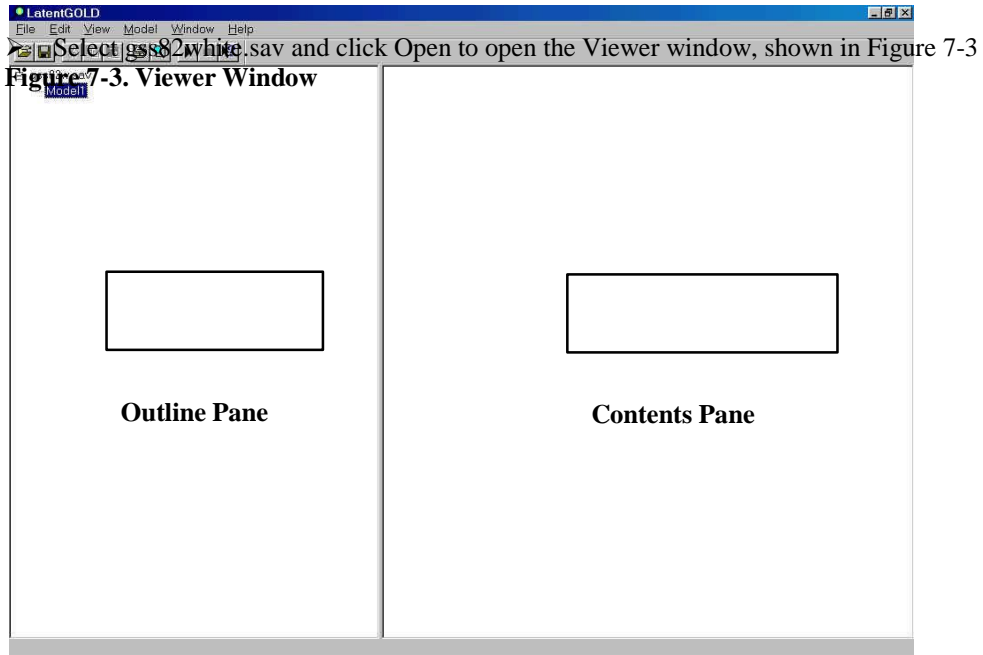 LatentGOLD
File Edit View Model Window Help
➤ Select gss82white.sav and click Open to open the Viewer window, shown in Figure 7-3
Figure 7-3. Viewer Window
Model1
Outline Pane
Contents Pane